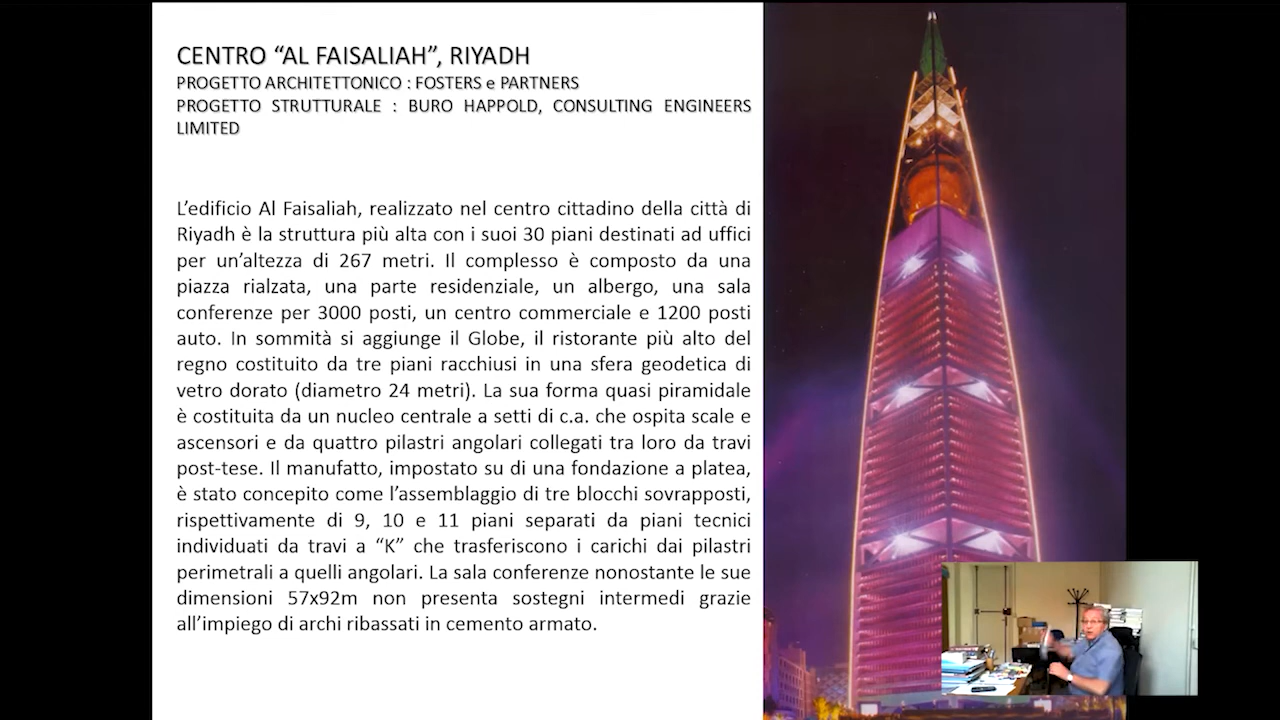 CENTRO “AL FAISALIAH”, RIYADH
PROGETTO ARCHITETTONICO : FOSTERS e PARTNERS
PROGETTO STRUTTURALE : BURO HAPPOLD, CONSULTING ENGINEERS
LIMITED
L’edificio Al Faisaliah, realizzato nel centro cittadino della città di
Riyadh è la struttura più alta con i suoi 30 piani destinati ad uffici
per un’altezza di 267 metri. Il complesso è composto da una
piazza rialzata, una parte residenziale, un albergo, una sala
conferenze per 3000 posti, un centro commerciale e 1200 posti
auto. In sommità si aggiunge il Globe, il ristorante più alto del
regno costituito da tre piani racchiusi in una sfera geodetica di
vetro dorato (diametro 24 metri). La sua forma quasi piramidale
è costituita da un nucleo centrale a setti di c.a. che ospita scale e
ascensori e da quattro pilastri angolari collegati tra loro da travi
post-tese. Il manufatto, impostato su di una fondazione a platea,
è stato concepito come l’assemblaggio di tre blocchi sovrapposti,
rispettivamente di 9, 10 e 11 piani separati da piani tecnici
individuati da travi a “K” che trasferiscono i carichi dai pilastri
perimetrali a quelli angolari. La sala conferenze nonostante le sue
dimensioni 57x92m non presenta sostegni intermedi grazie
all’impiego di archi ribassati in cemento armato.